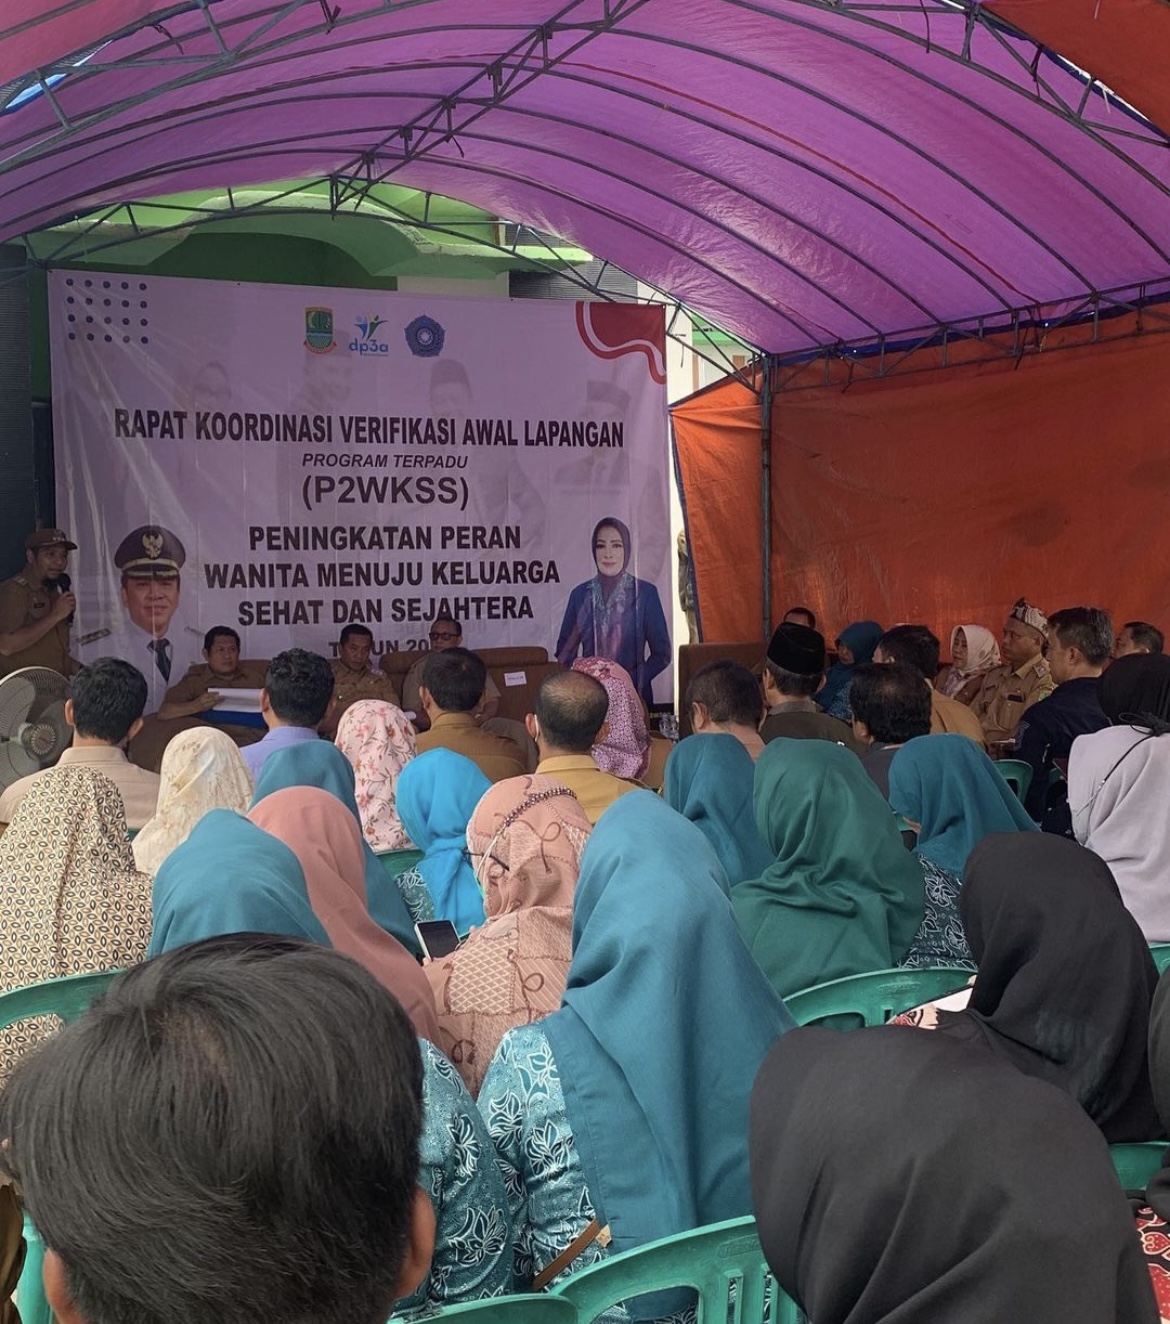 dp3a
RAPAT KOORDINASI VERIFIKASI AWAL LAPANGAN
PROGRAM TERPADU
(P2WKSS)
PENINGKATAN PERAN
WANITA MENUJU KELUARGA
SEHAT DAN SEJAHTERA